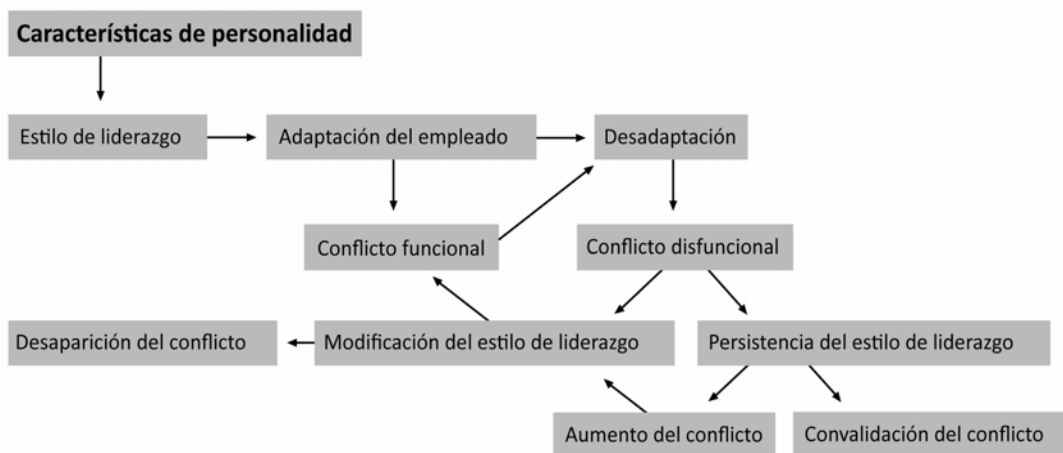 Características de personalidad
Estilo de liderazgo
Adaptación del empleado
Desadaptación
Conflicto funcional
Conflicto disfuncional
Desaparición del conflicto
Modificación del estilo de liderazgo
Persistencia del estilo de liderazgo
Aumento del conflicto
Convalidación del conflicto